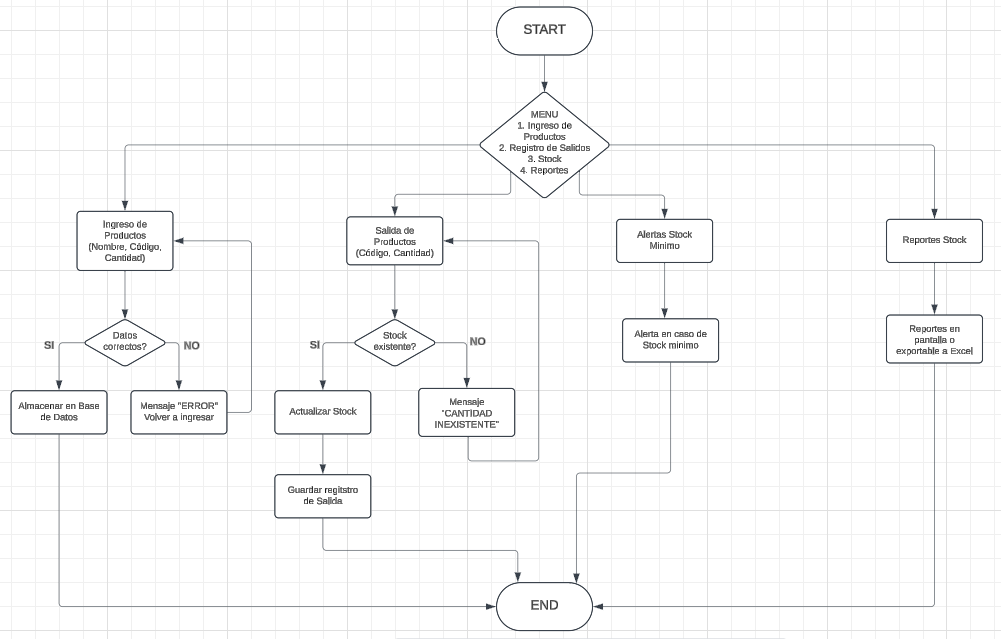 START
MENU
1. Ingreso de
Productos
2. Registro de Salidos
3. Stock
4. Reportes
Ingreso de
Productos
(Nombre, Código,
Cantidad)
Salida de
Productos
(Código, Cantidad)
Alertas Stock
Minimo
Reportes Stock
Datos
correctos?
SI
NO
Stock
existente?
SI
NO
Alerta en caso de
Stock minimo
Reportes en
pantalla o
exportable a Excel
Almacenar en Base
de Datos
Mensaje "ERROR"
Volver a ingresar
Actualizar Stock
Mensaje
"CANTIDAD
INEXISTENTE"
Guardar regitstro
de Salida
END